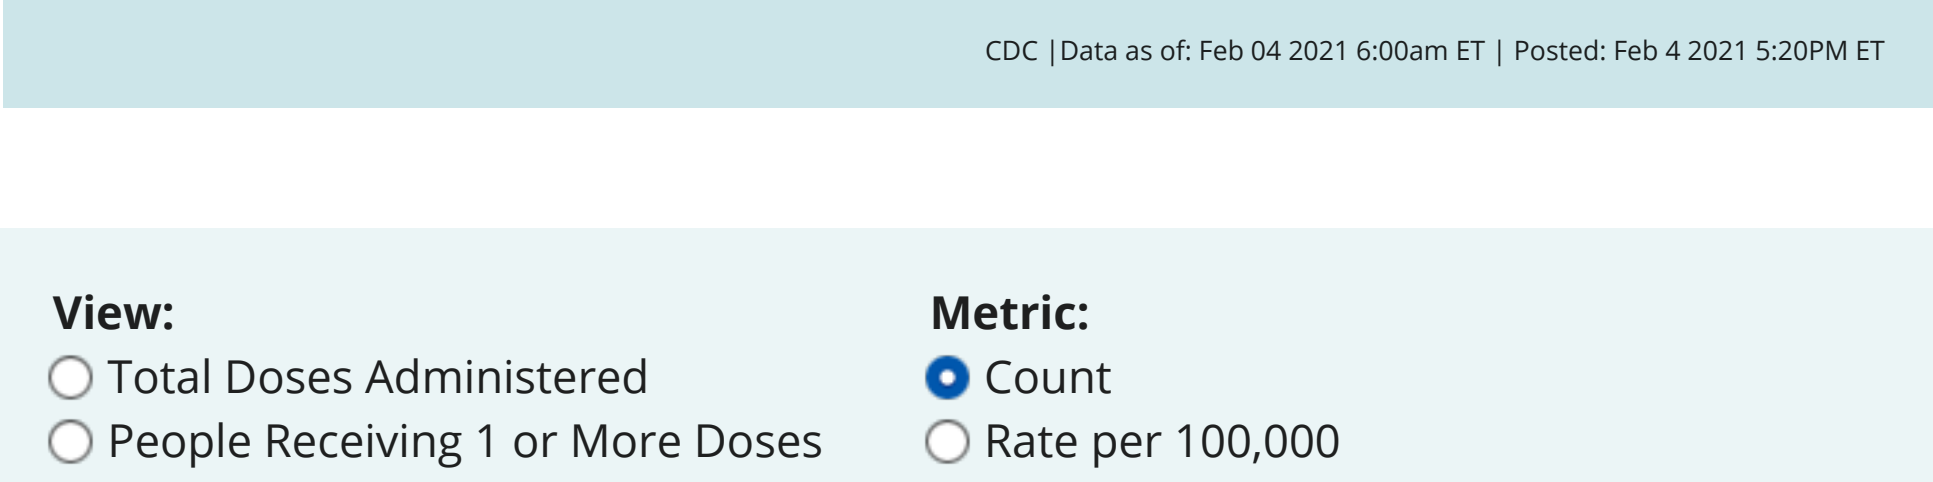 CDC |Data as of: Feb 04 2021 6:00am ET | Posted: Feb 4 2021 5:20PM ET
View:
Total Doses Administered
People Receiving 1 or More Doses
Metric:
Count
Rate per 100,000